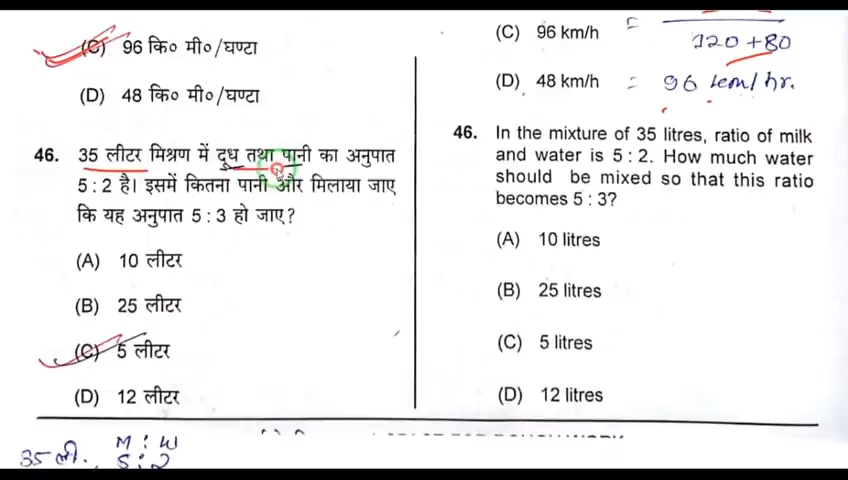 (C) 96 कि० मी०/घण्टा
(D) 48 कि० मी०/घण्टा
46. 35 लीटर मिश्रण में दूध तथा पानी का अनुपात
5 : 2 है। इसमें कितना पानी और मिलाया जाए
कि यह अनुपात 5 : 3 हो जाए?
(A) 10 लीटर
(B) 25 लीटर
(C) 5 लीटर
(D) 12 लीटर
35 ली. M : W
5 : 2
(C) 96 km/h =
120 + 80
(D) 48 km/h = 96 km/hr.
46. In the mixture of 35 litres, ratio of milk
and water is 5 : 2. How much water
should be mixed so that this ratio
becomes 5 : 3?
(A) 10 litres
(B) 25 litres
(C) 5 litres
(D) 12 litres